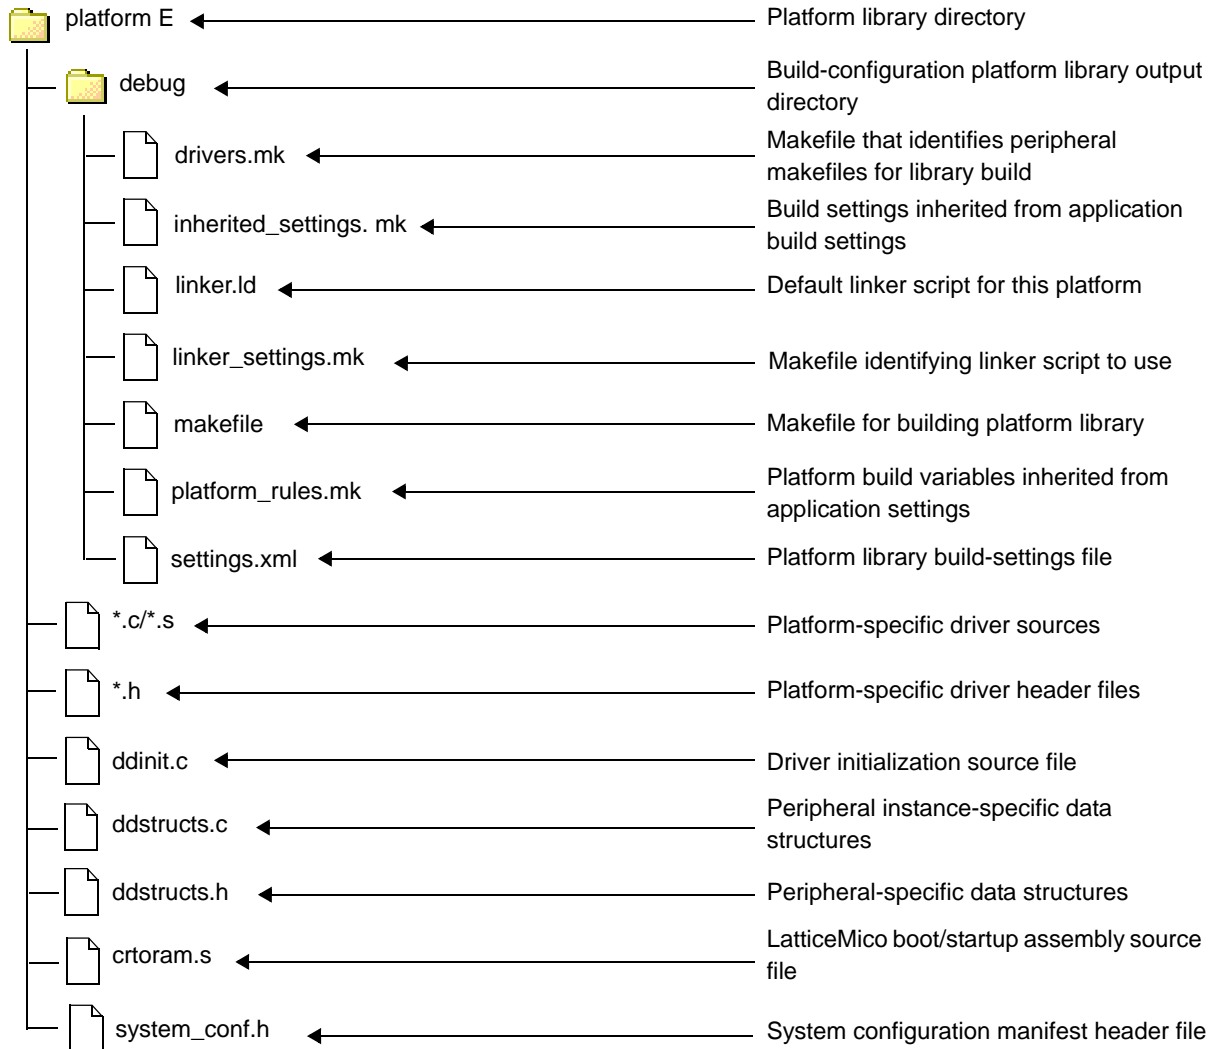 platform E
Platform library directory
debug
Build-configuration platform library output
directory
drivers.mk
Makefile that identifies peripheral
makefiles for library build
inherited_settings. mk
Build settings inherited from application
build settings
linker.ld
Default linker script for this platform
linker_settings.mk
Makefile identifying linker script to use
makefile
Makefile for building platform library
platform_rules.mk
Platform build variables inherited from
application settings
settings.xml
Platform library build-settings file
*.c/*.s
Platform-specific driver sources
*.h
Platform-specific driver header files
ddinit.c
Driver initialization source file
ddstructs.c
Peripheral instance-specific data
structures
ddstructs.h
Peripheral-specific data structures
crtoram.s
LatticeMico boot/startup assembly source
file
system_conf.h
System configuration manifest header file